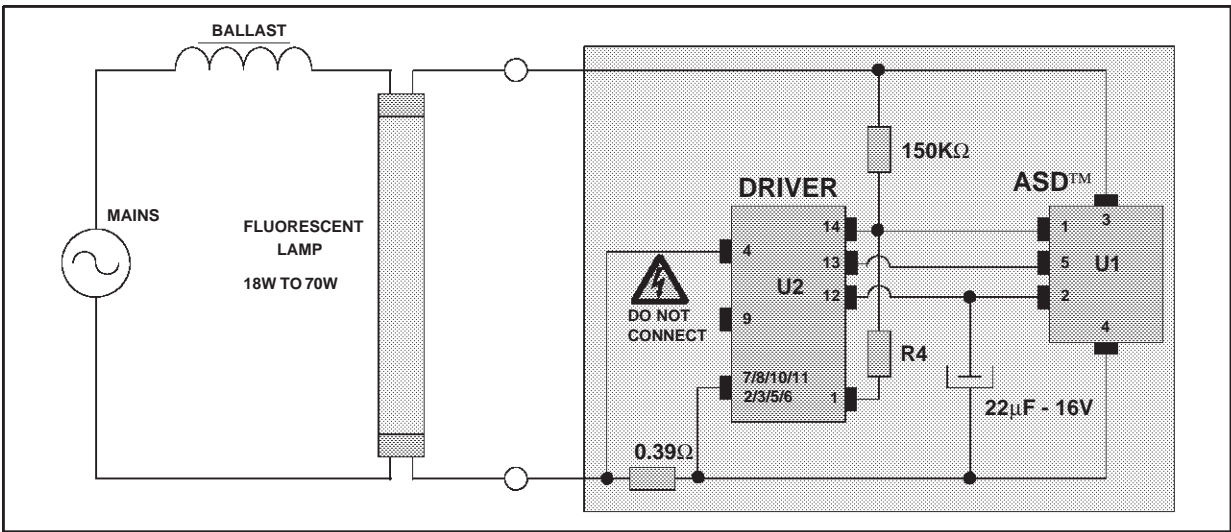 BALLAST
MAINS
FLUORESCENT
LAMP
18W TO 70W
150KΩ
DRIVER
ASD™
14
1
3
4
13
5
U2
U1
12
2
DO NOT
CONNECT
9
4
R4
7/8/10/11
2/3/5/6
1
22µF - 16V
0.39Ω